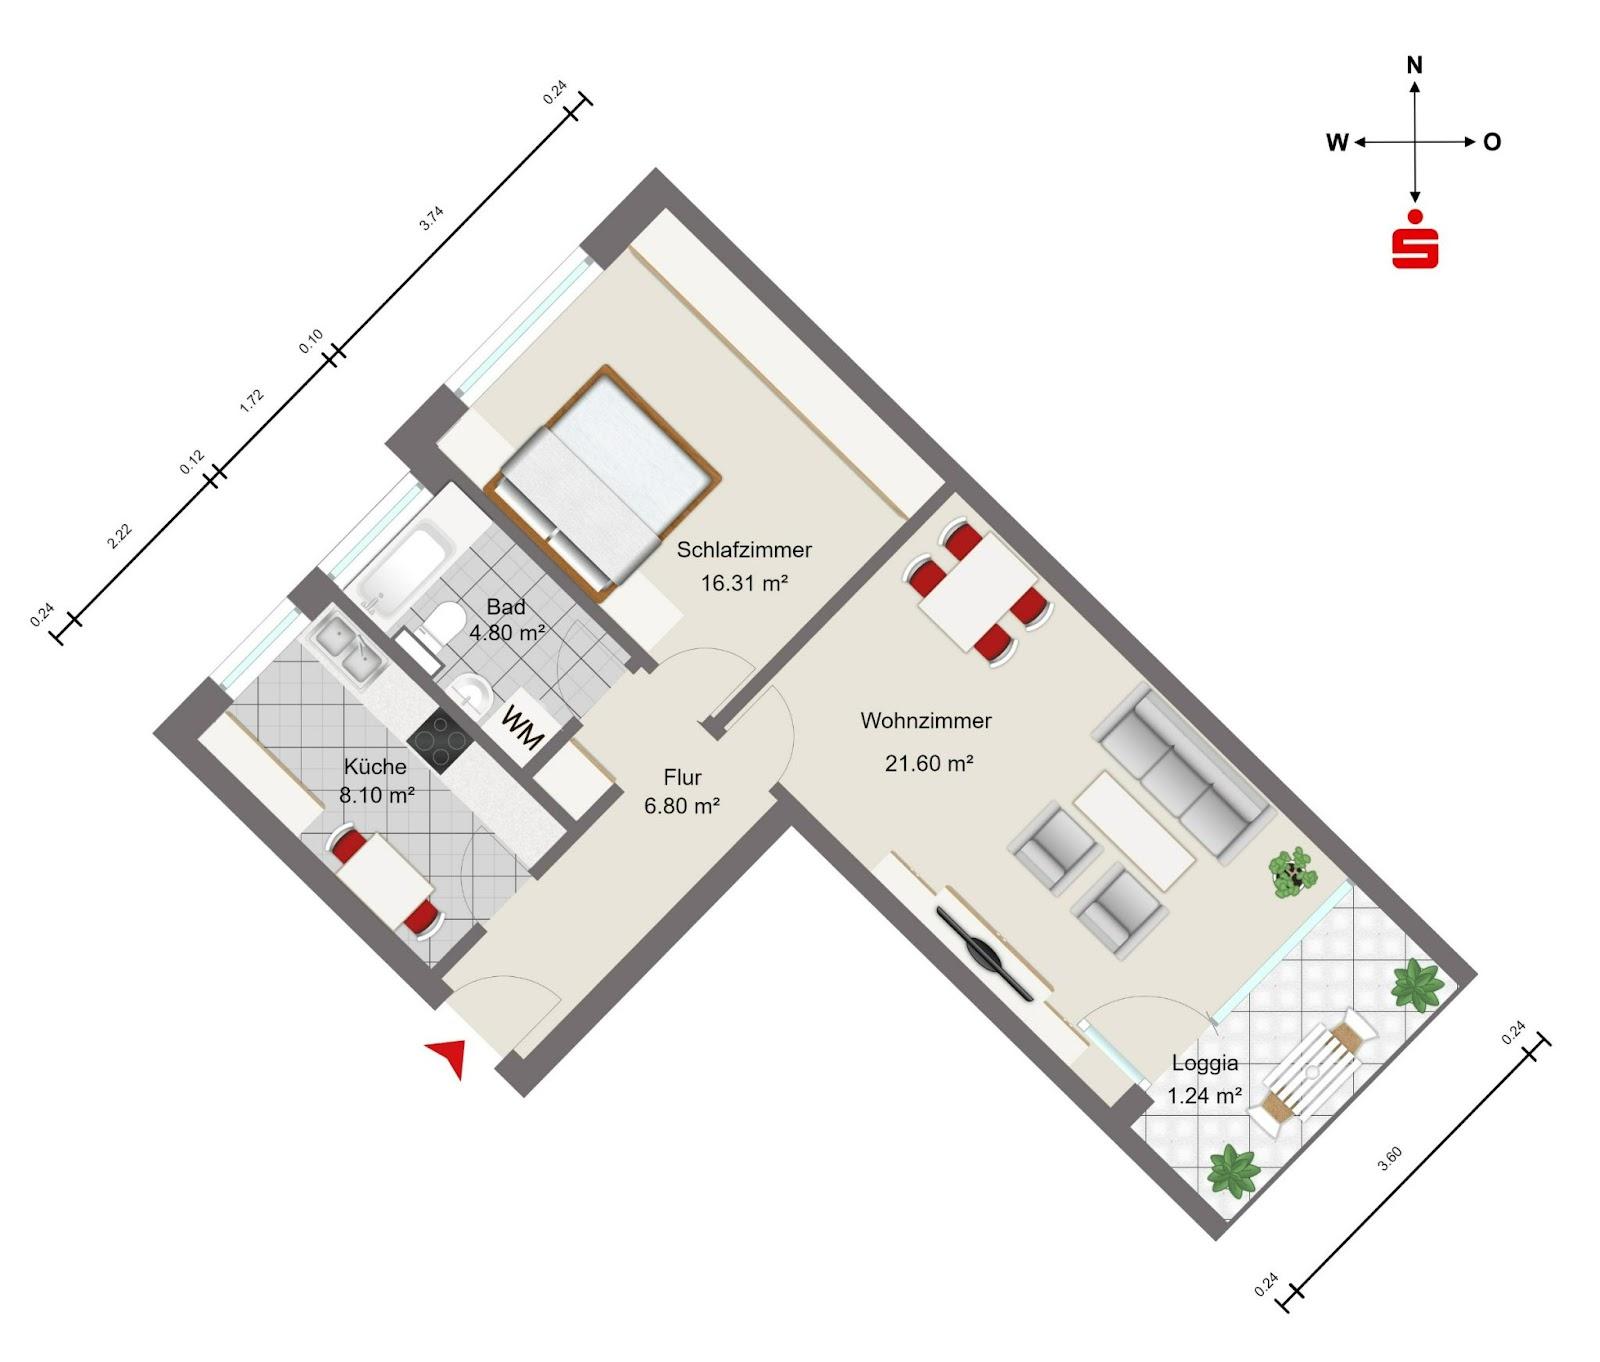 N
W
O
0.24
3.74
0.10
1.72
0.12
2.22
0.24
Schlafzimmer
16.31 m²
Bad
4.80 m²
WM
Küche
8.10 m²
Flur
6.80 m²
Wohnzimmer
21.60 m²
Loggia
1.24 m²
0.24
3.60
0.24